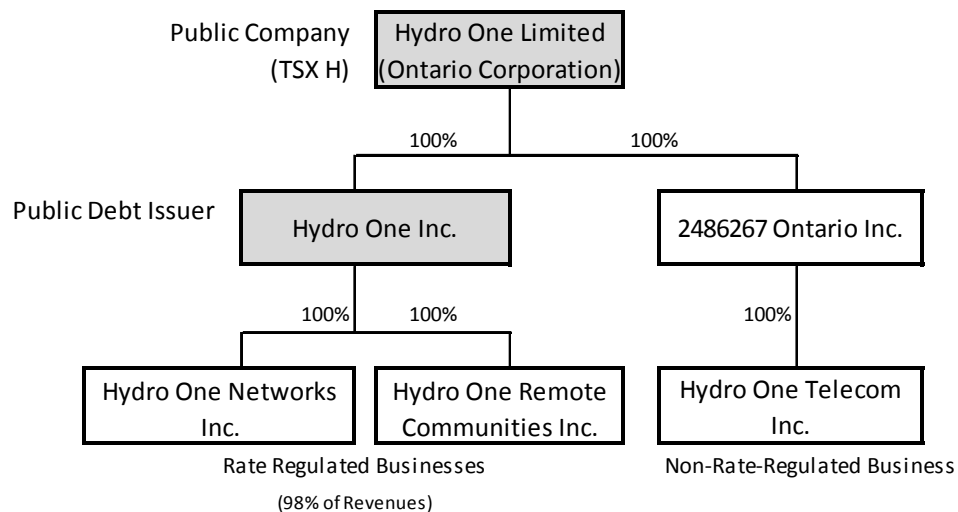 Public Company
(TSX H)
Hydro One Limited
(Ontario Corporation)
100%
100%
Public Debt Issuer
Hydro One Inc.
2486267 Ontario Inc.
100%
100%
100%
Hydro One Networks
Inc.
Hydro One Remote
Communities Inc.
Hydro One Telecom
Inc.
Rate Regulated Businesses
(98% of Revenues)
Non-Rate-Regulated Business